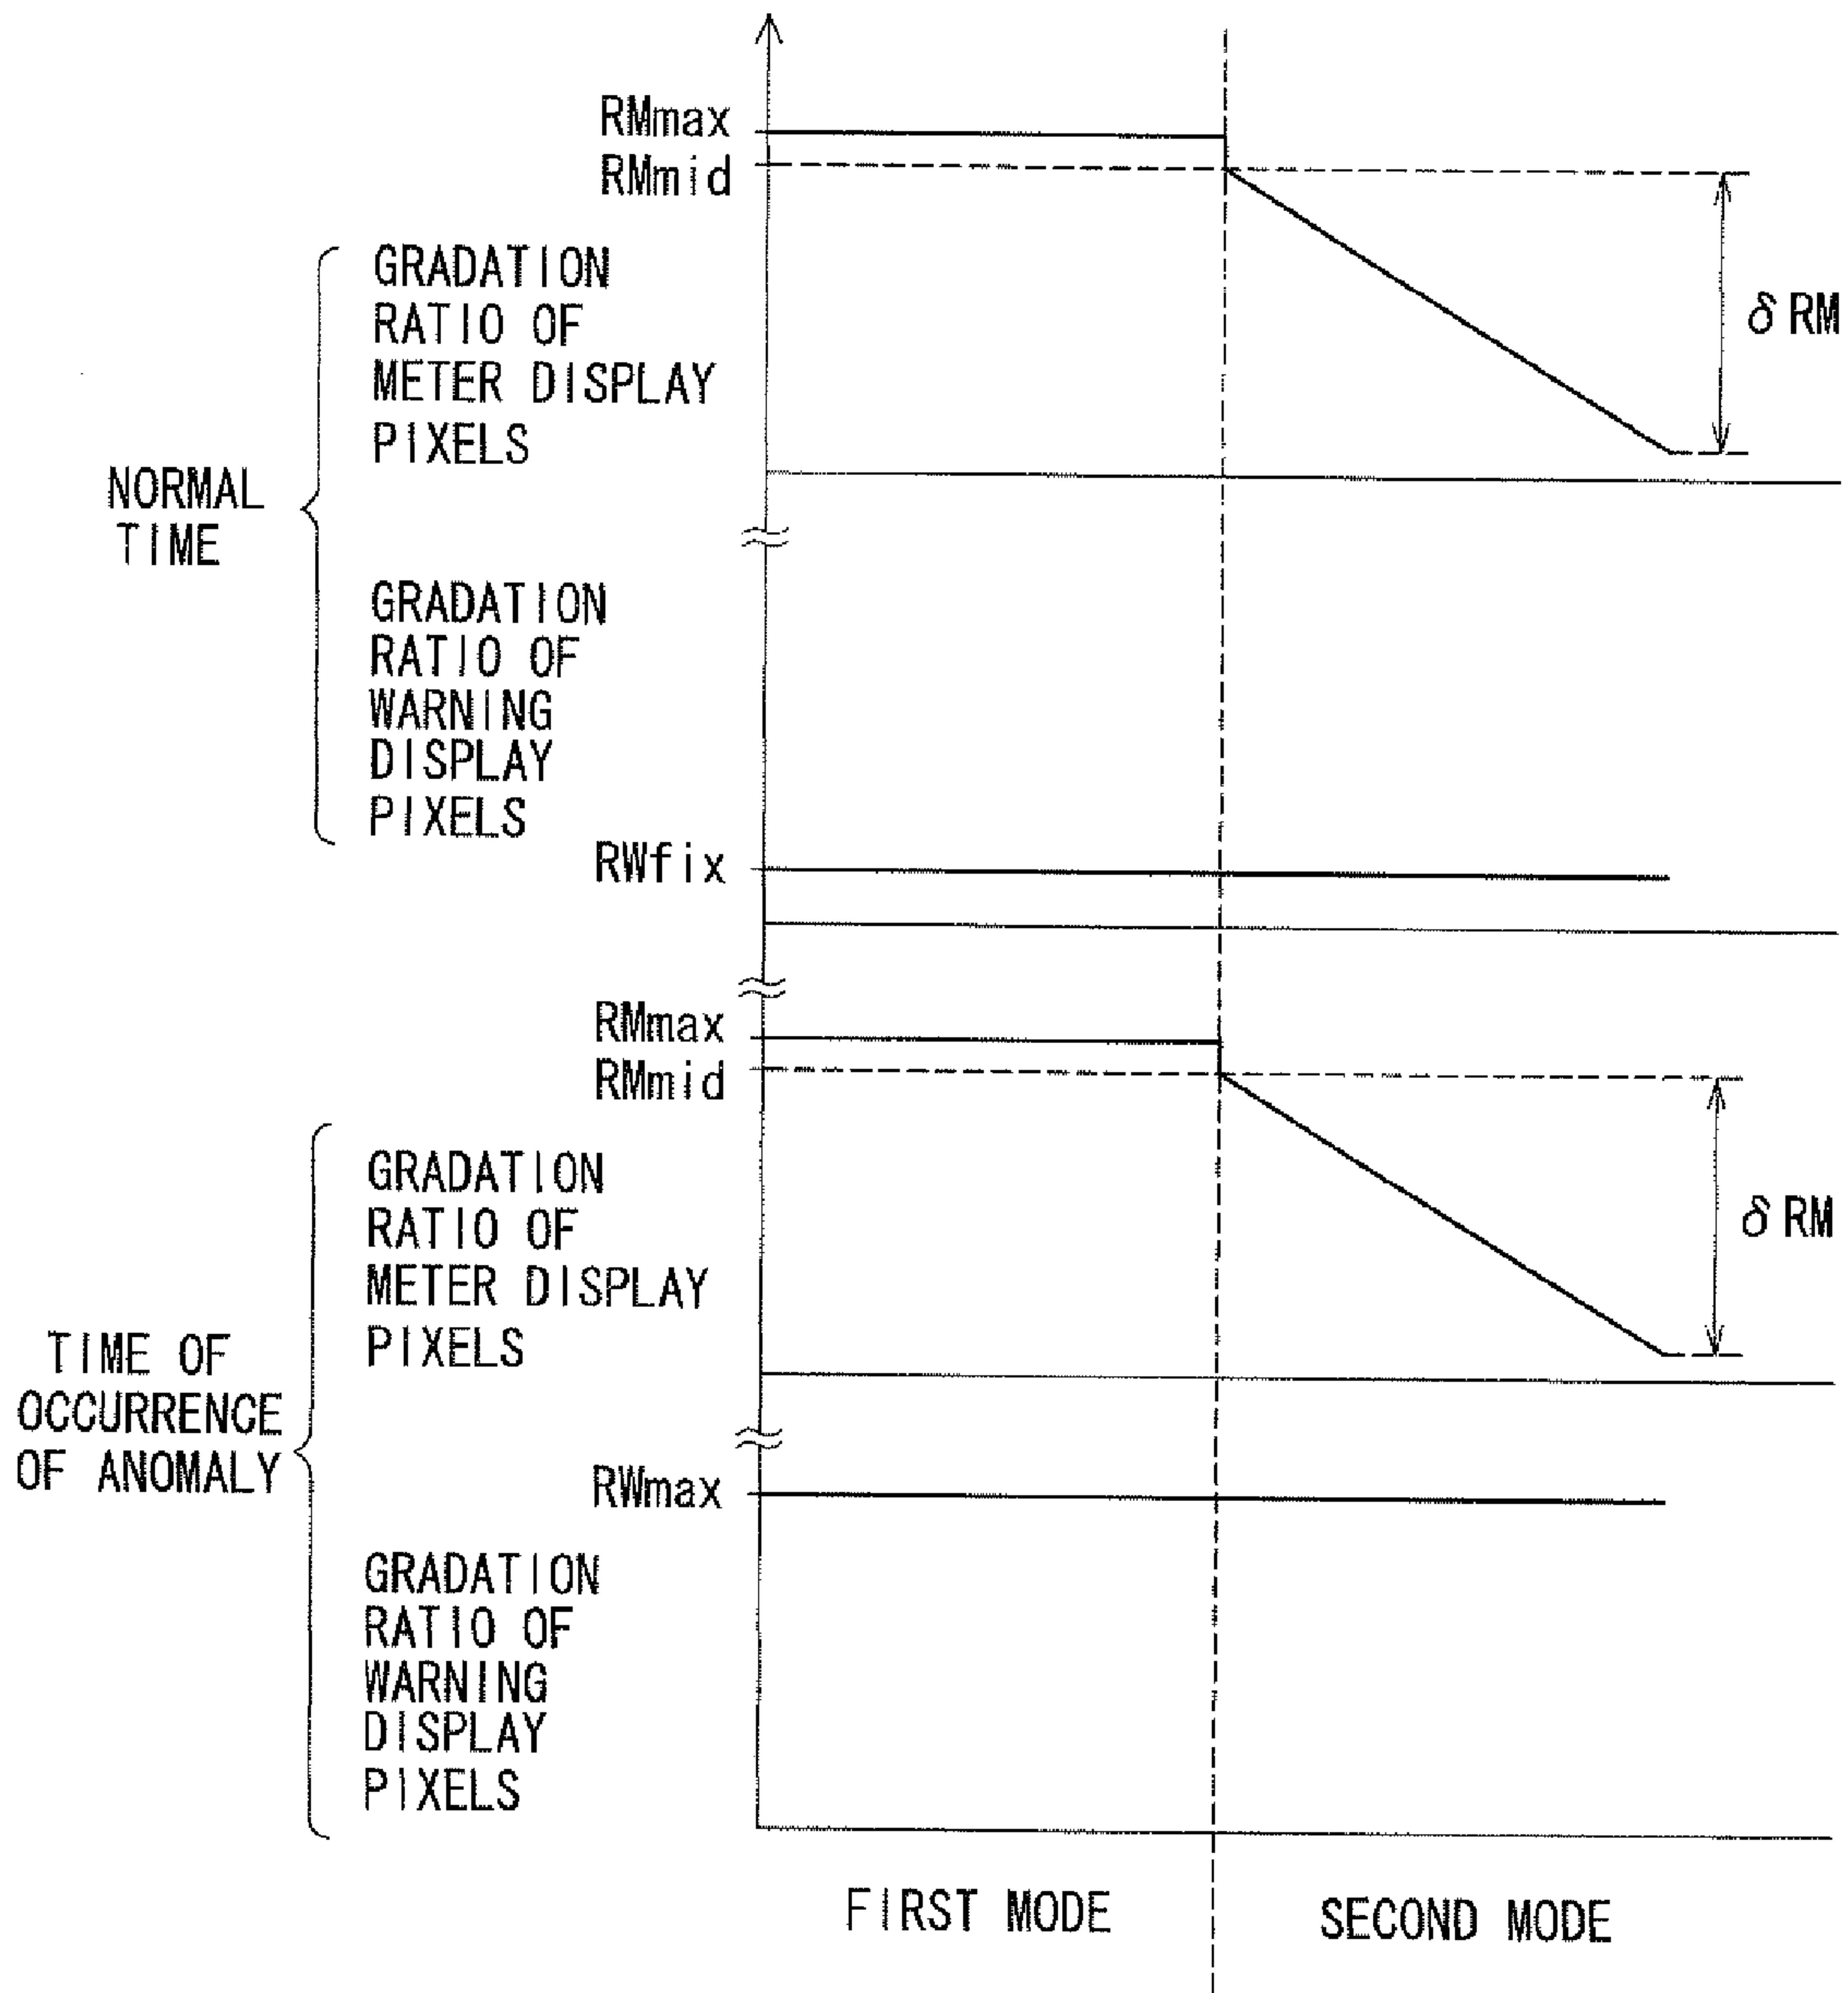 RMmax
RMmid
GRADATION
RATIO OF
METER DISPLAY
PIXELS
δ RM
NORMAL
TIME
GRADATION
RATIO OF
WARNING
DISPLAY
PIXELS
RWfix
RMmax
RMmid
GRADATION
RATIO OF
METER DISPLAY
PIXELS
δ RM
TIME OF
OCCURRENCE
OF ANOMALY
RWmax
GRADATION
RATIO OF
WARNING
DISPLAY
PIXELS
FIRST MODE
SECOND MODE